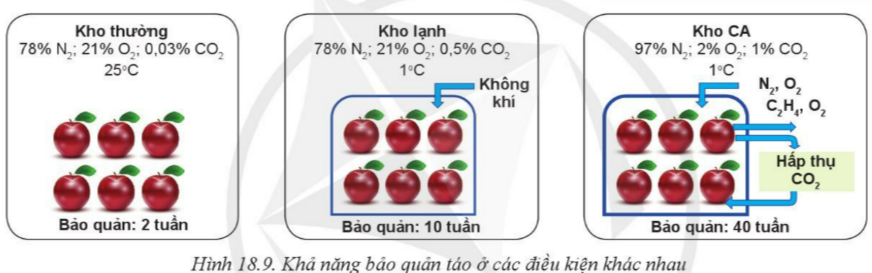 Kho thường
78% N₂; 21% O₂; 0,03% CO₂
25°C
Bảo quản: 2 tuần
Kho lạnh
78% N₂; 21% O₂; 0,5% CO₂
1°C
Không
khí
Bảo quản: 10 tuần
Kho CA
97% N₂; 2% O₂; 1% CO₂
1°C
N₂, O₂
C₂H₄, O₂
Hấp thụ
CO₂
Bảo quản: 40 tuần
Hình 18.9. Khả năng bảo quản táo ở các điều kiện khác nhau